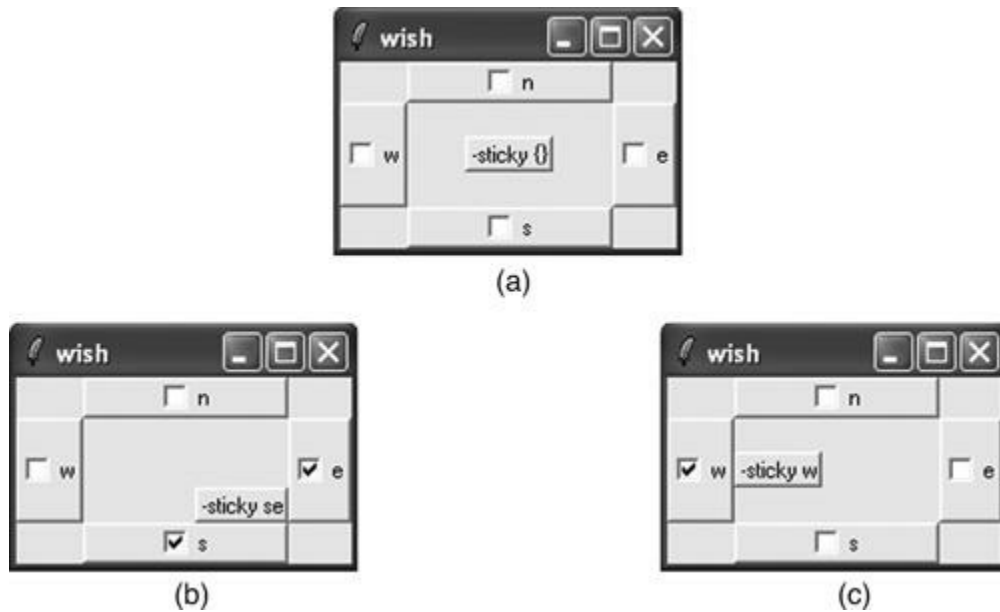 wish
n
w -sticky {} e
s
(a)
wish
n
w e
-sticky se
s
(b)
wish
n
w -sticky w e
s
(c)